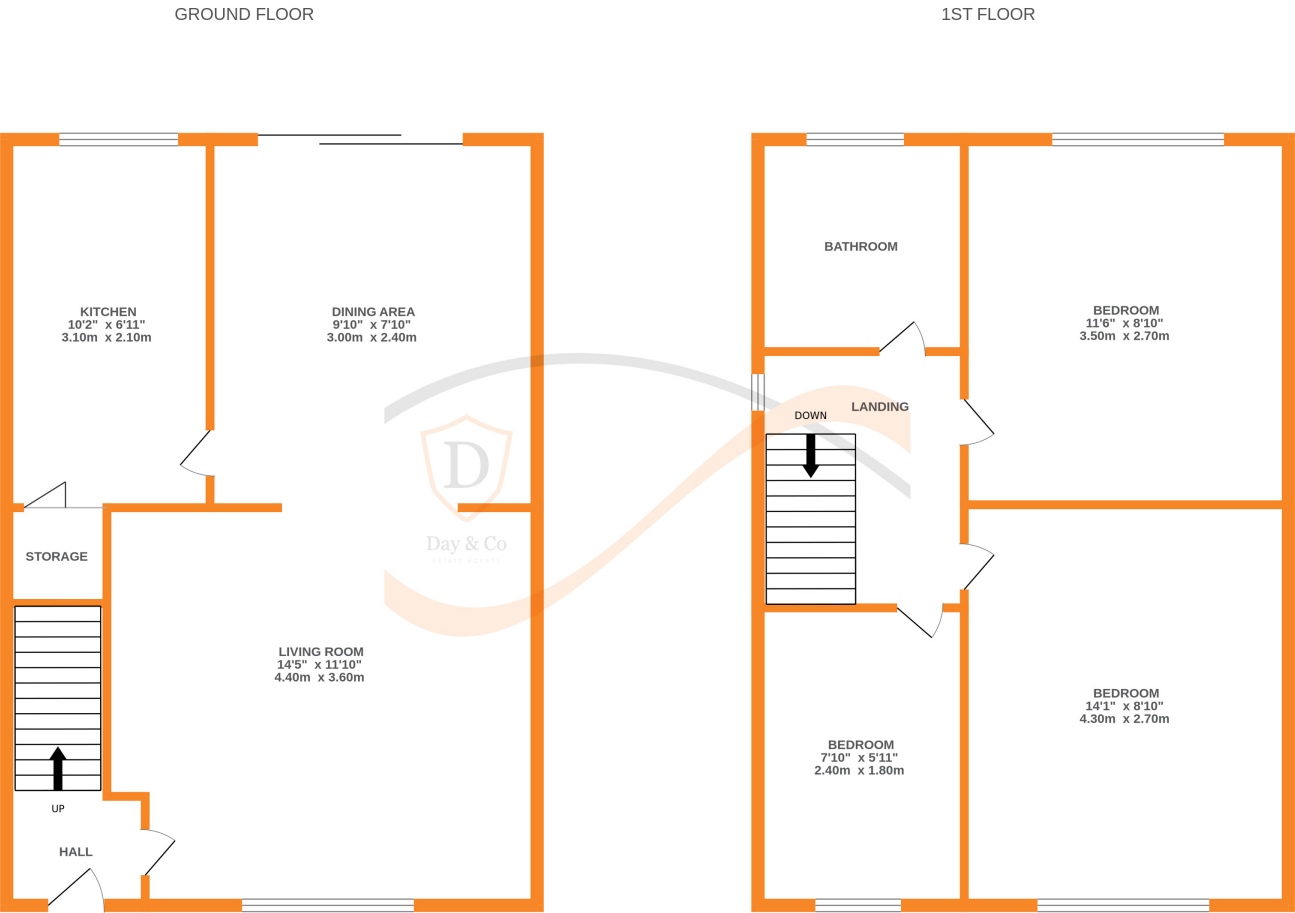 GROUND FLOOR
1ST FLOOR
KITCHEN
10'2" x 6'11"
3.10m x 2.10m
DINING AREA
9'10" x 7'10"
3.00m x 2.40m
STORAGE
LIVING ROOM
14'5" x 11'10"
4.40m x 3.60m
UP
HALL
D
Day & Co
ESTATE AGENTS
BATHROOM
BEDROOM
11'6" x 8'10"
3.50m x 2.70m
LANDING
DOWN
BEDROOM
14'1" x 8'10"
4.30m x 2.70m
BEDROOM
7'10" x 5'11"
2.40m x 1.80m